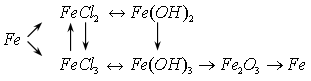 FeCl₂ ↔ Fe(OH)₂
Fe
FeCl₃ ↔ Fe(OH)₃ → Fe₂O₃ → Fe